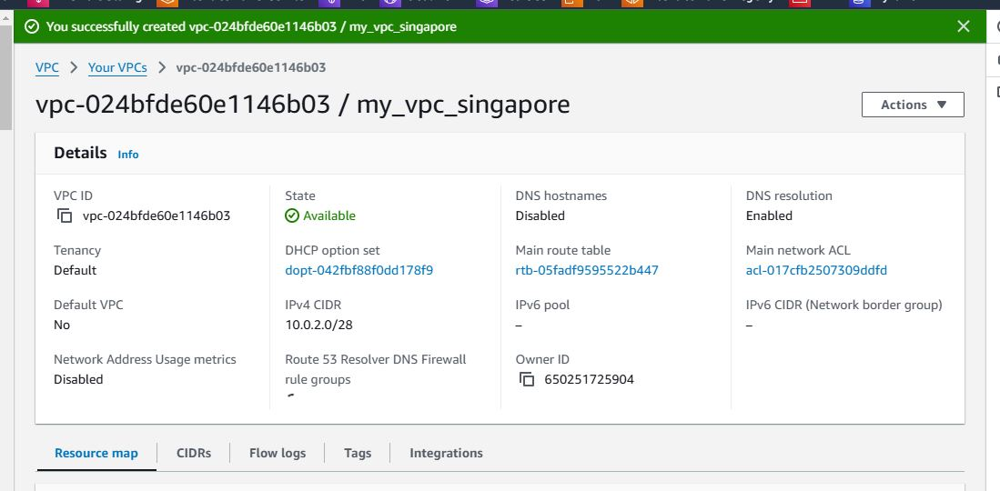 You successfully created vpc-024bfde60e1146b03 / my_vpc_singapore
VPC > Your VPCs > vpc-024bfde60e1146b03
vpc-024bfde60e1146b03 / my_vpc_singapore
Actions
Details Info
VPC ID
vpc-024bfde60e1146b03
State
Available
DNS hostnames
Disabled
DNS resolution
Enabled
Tenancy
Default
DHCP option set
dopt-042fbf88f0dd178f9
Main route table
rtb-05fadf9595522b447
Main network ACL
acl-017cfb2507309ddfd
Default VPC
No
IPv4 CIDR
10.0.2.0/28
IPv6 pool
–
IPv6 CIDR (Network border group)
–
Network Address Usage metrics
Disabled
Route 53 Resolver DNS Firewall
rule groups
Owner ID
650251725904
Resource map CIDRs Flow logs Tags Integrations